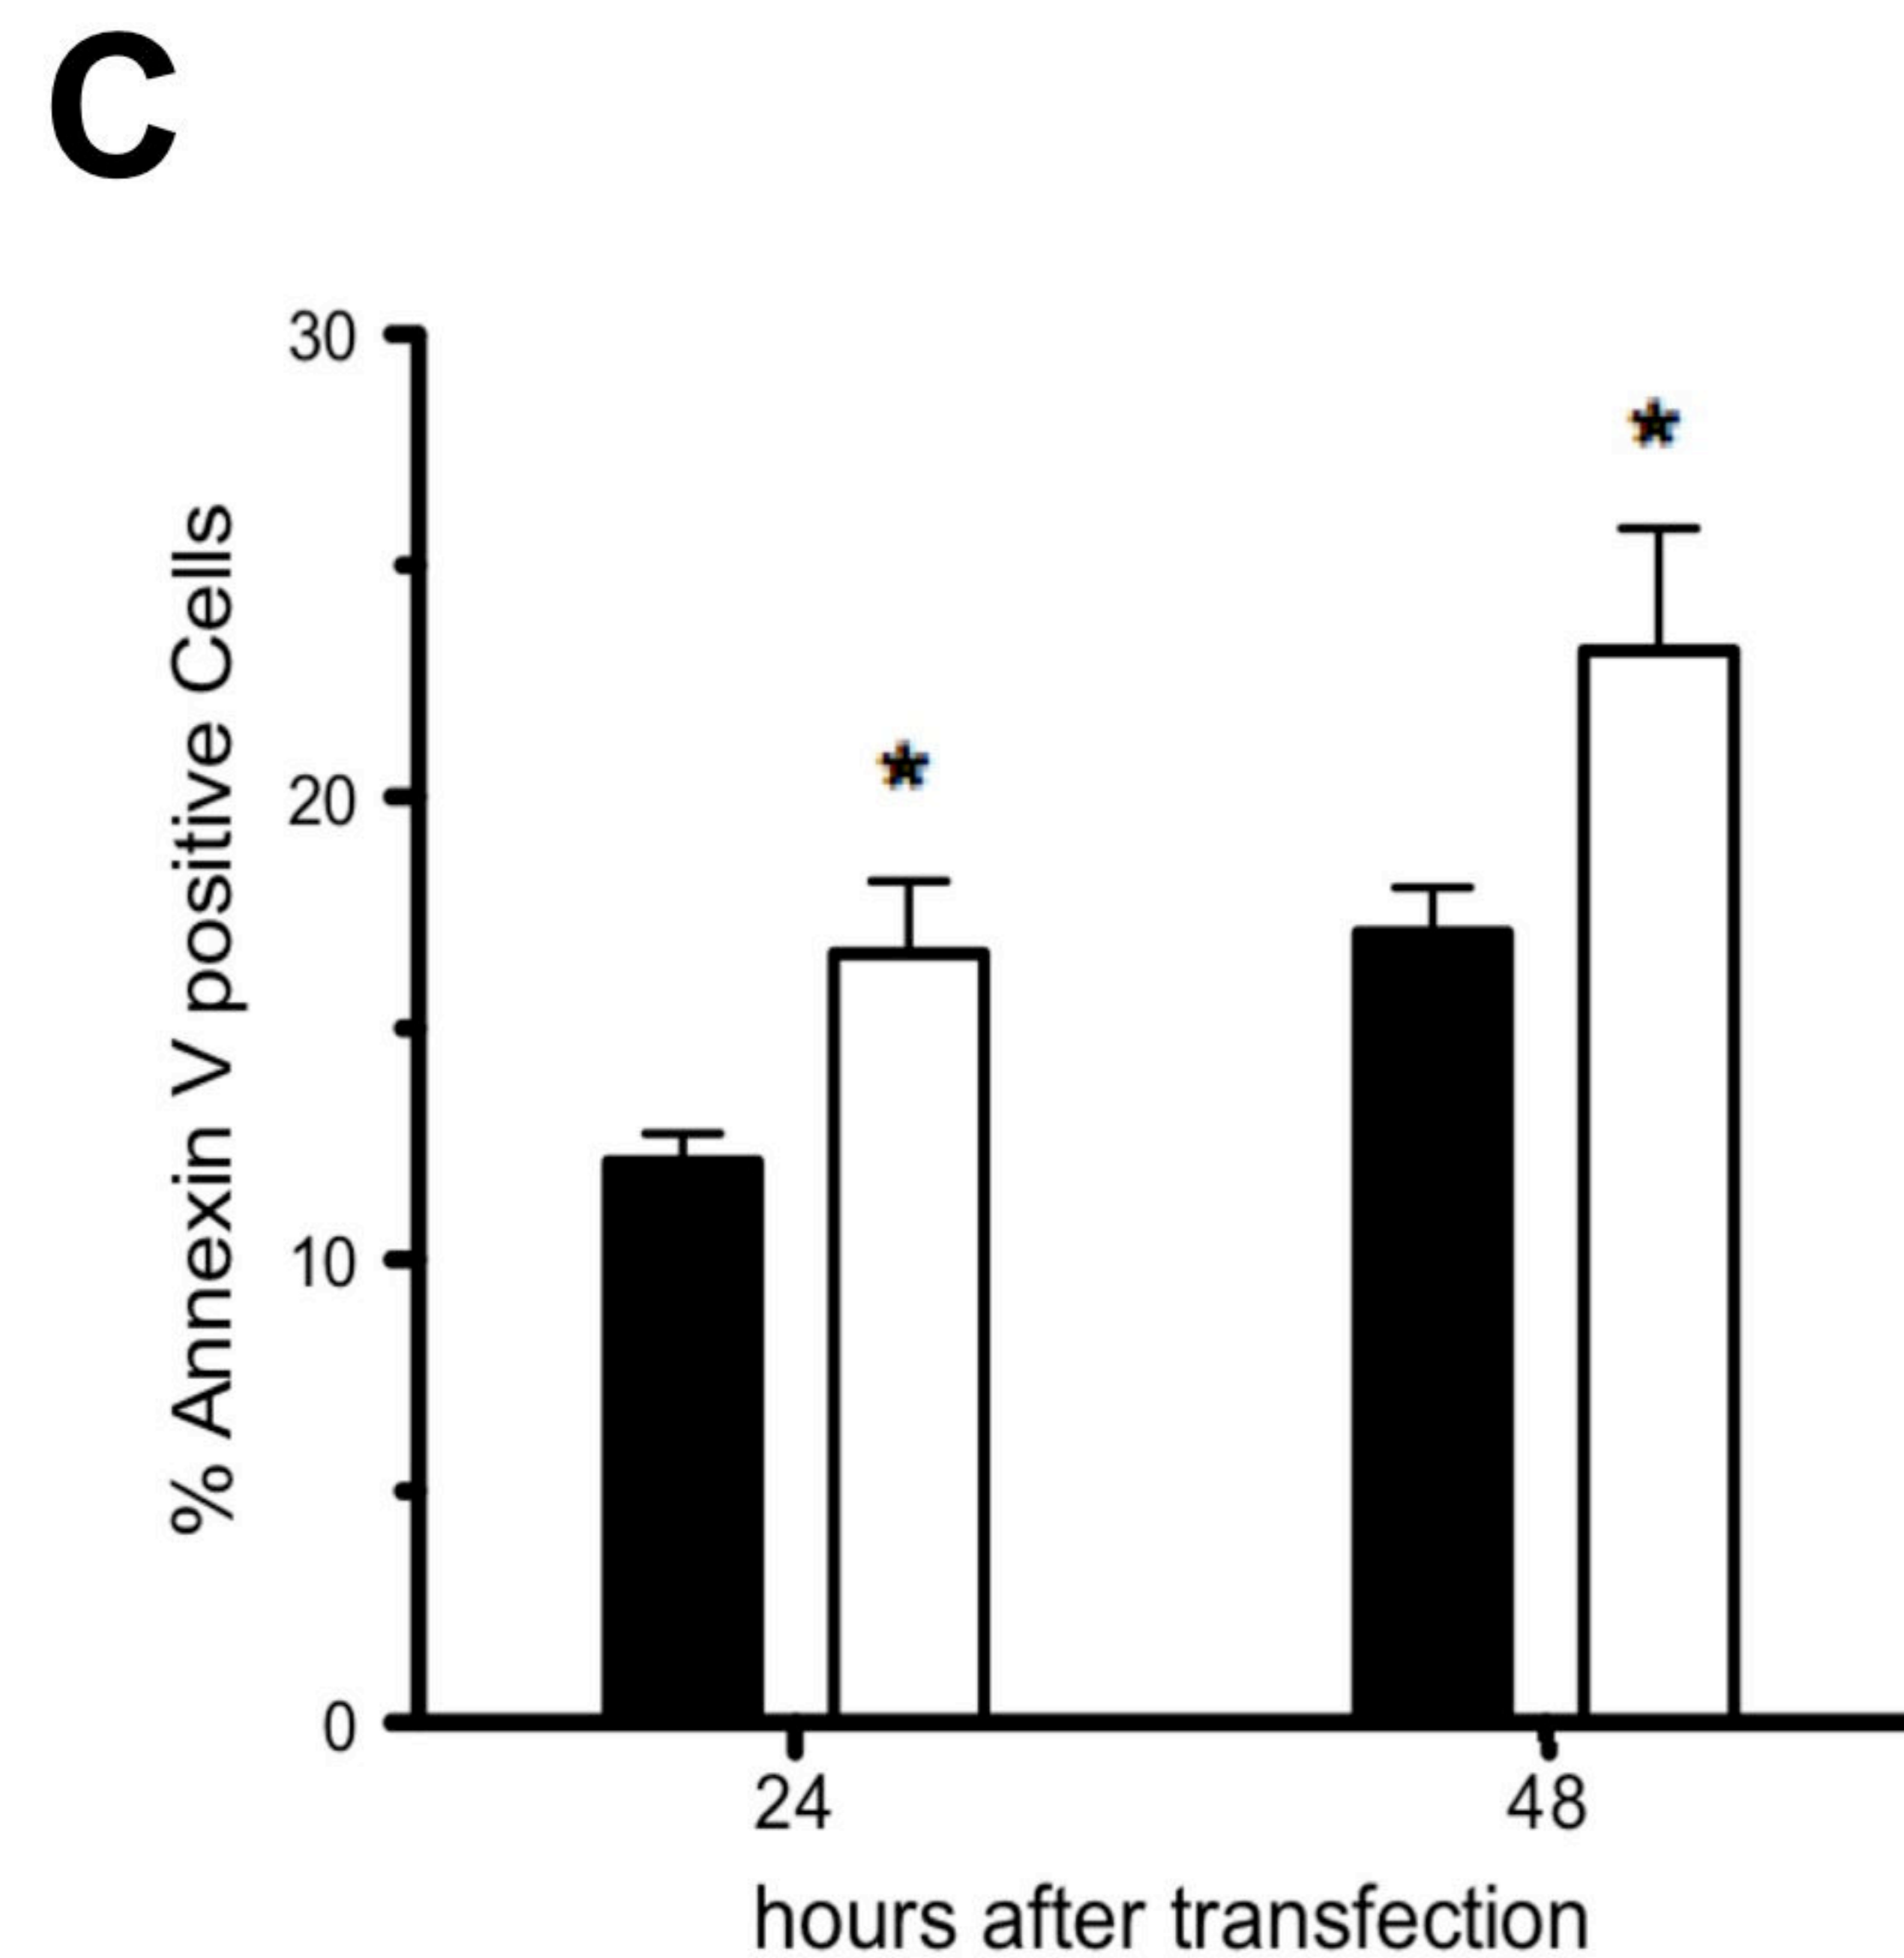 C
% Annexin V positive Cells
30
20
10
0
*
*
24
48
hours after transfection